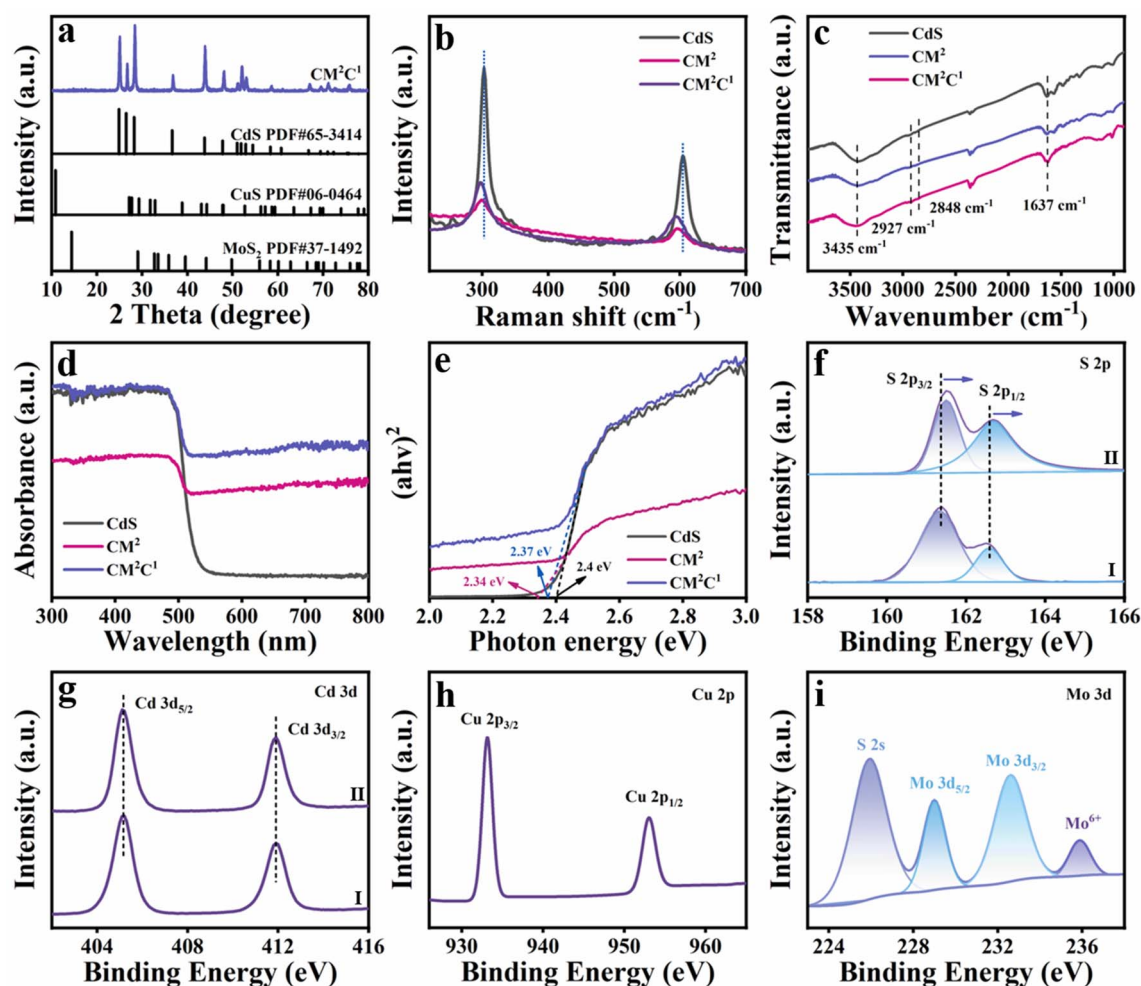 a
Intensity (a.u.)
CM²C¹
CdS PDF#65-3414
CuS PDF#06-0464
MoS₂ PDF#37-1492
10 20 30 40 50 60 70 80
2 Theta (degree)
b
Intensity (a.u.)
CdS
CM²
CM²C¹
300 400 500 600 700
Raman shift (cm⁻¹)
c
Transmittance (a.u.)
CdS
CM²
CM²C¹
3435 cm⁻¹
2927 cm⁻¹
2848 cm⁻¹
1637 cm⁻¹
3900 2900 1900 900
Wavenumber (cm⁻¹)
d
Absorbance (a.u.)
CdS
CM²
CM²C¹
300 400 500 600 700 800
Wavelength (nm)
e
(ahv)²
2.37 eV
2.34 eV
2.4 eV
CdS
CM²
CM²C¹
2.0 2.2 2.4 2.6 2.8 3.0
Photon energy (eV)
f
S 2p
Intensity (a.u.)
S 2p₃/₂
S 2p₁/₂
II
I
158 160 162 164 166
Binding Energy (eV)
g
Cd 3d
Intensity (a.u.)
Cd 3d₅/₂
Cd 3d₃/₂
II
I
404 408 412 416
Binding Energy (eV)
h
Cu 2p
Intensity (a.u.)
Cu 2p₃/₂
Cu 2p₁/₂
930 940 950 960
Binding Energy (eV)
i
Mo 3d
Intensity (a.u.)
S 2s
Mo 3d₅/₂
Mo 3d₃/₂
Mo⁶⁺
224 228 232 236
Binding Energy (eV)